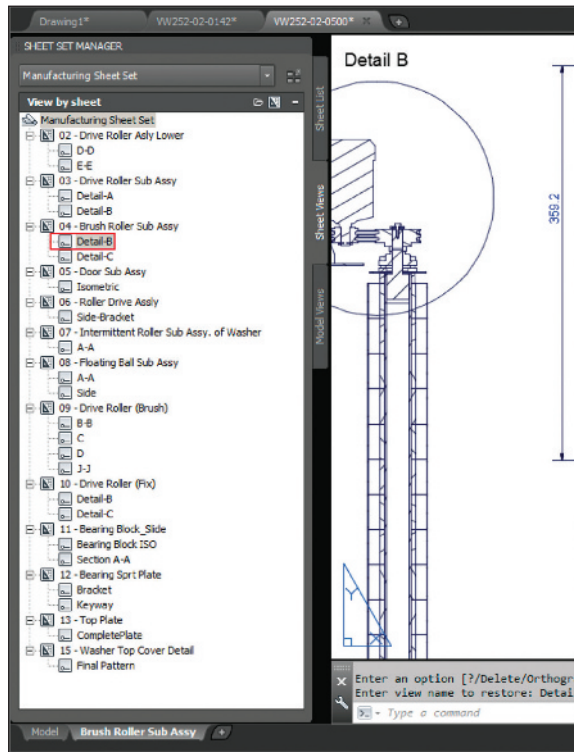 Drawing1*
VW252-02-0142*
VW252-02-0500*
SHEET SET MANAGER
Manufacturing Sheet Set
View by sheet
Manufacturing Sheet Set
02 - Drive Roller Asly Lower
D-D
E-E
03 - Drive Roller Sub Assy
Detail-A
Detail-B
04 - Brush Roller Sub Assy
Detail-B
Detail-C
05 - Door Sub Assy
Isometric
06 - Roller Drive Assly
Side-Bracket
07 - Intermittent Roller Sub Assy. of Washer
A-A
08 - Floating Ball Sub Assy
A-A
Side
09 - Drive Roller (Brush)
B-B
C
D
J-J
10 - Drive Roller (Fix)
Detail-B
Detail-C
11 - Bearing Block_Slide
Bearing Block ISO
Section A-A
12 - Bearing Sprt Plate
Bracket
Keyway
13 - Top Plate
CompletePlate
15 - Washer Top Cover Detail
Final Pattern
Sheet List
Sheet Views
Model Views
Detail B
359.2
Y
X
Enter an option [?/Delete/Orthogr
Enter view name to restore: Detai
Type a command
Model
Brush Roller Sub Assy